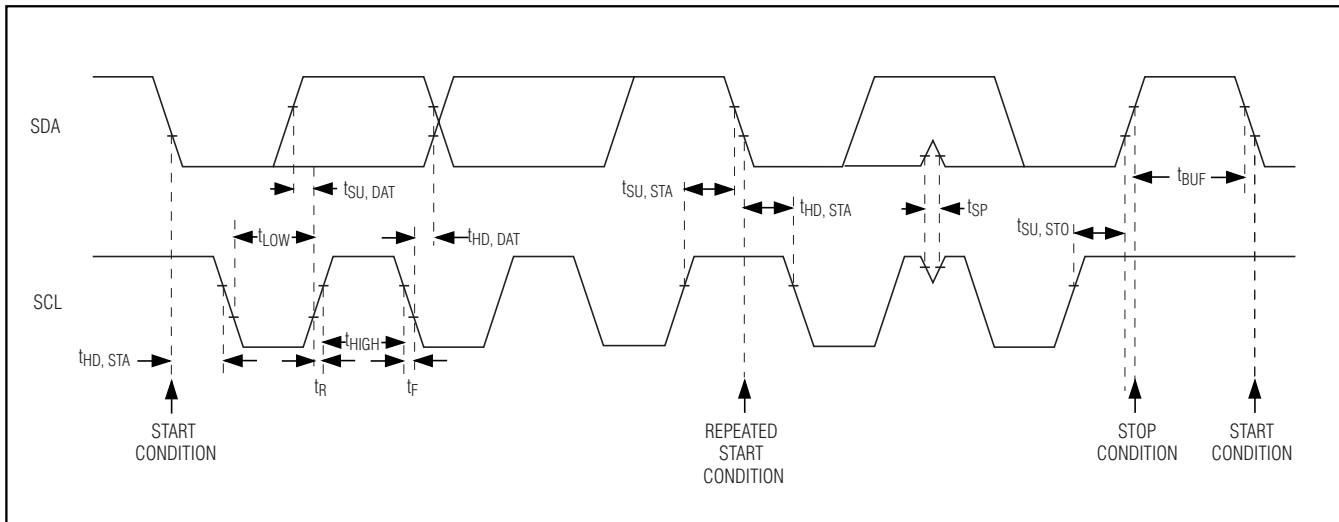 SDA
tSU, DAT
tSU, STA
tHD, STA
tSP
tBUF
tSU, STO
tLOW
tHD, DAT
SCL
tHD, STA
tHIGH
tR
tF
START
CONDITION
REPEATED
START
CONDITION
STOP
CONDITION
START
CONDITION